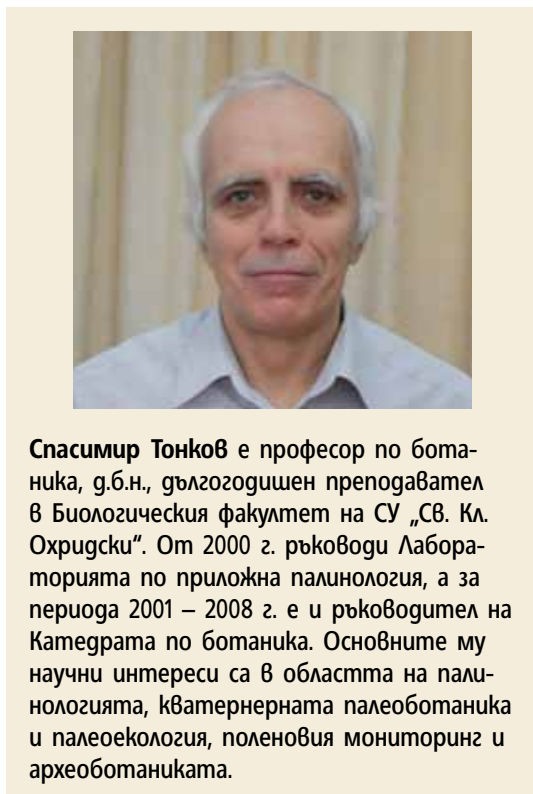 Спасимир Тонков е професор по бота-
ника, д.б.н., дългогодишен преподавател
в Биологическия факултет на СУ „Св. Кл.
Охридски“. От 2000 г. ръководи Лабора-
торията по приложна палинология, а за
периода 2001 – 2008 г. е и ръководител на
Катедрата по ботаника. Основните му
научни интереси са в областта на пали-
нологията, кватернерната палеоботаника
и палеоекология, поленовия мониторинг и
археоботаниката.